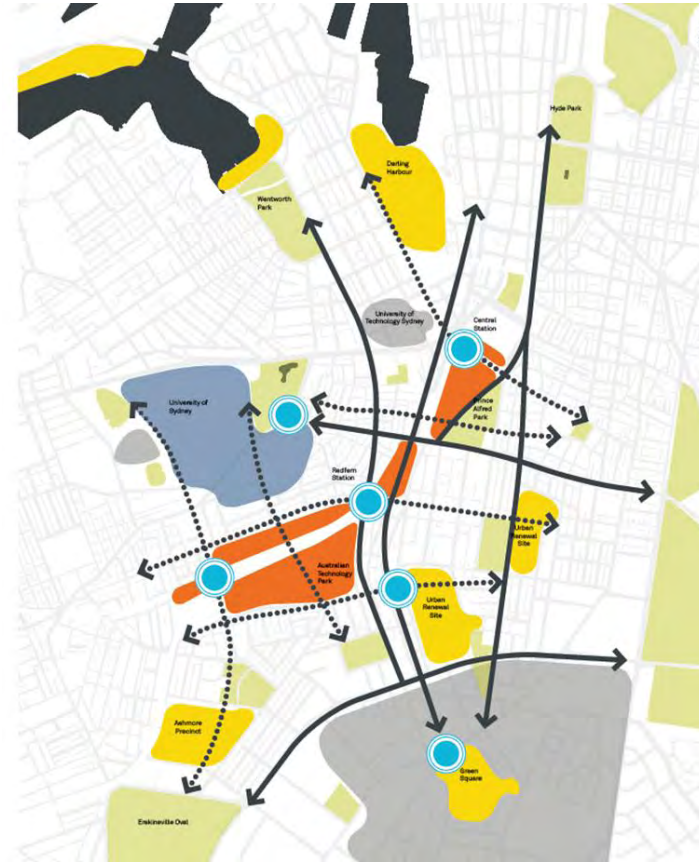 Hyde Park
Darling
Harbour
Wentworth
Park
University of
Technology Sydney
Central
Station
University of
Sydney
Prince
Alfred
Park
Redfern
Station
Urban
Renewal
Site
Australian
Technology
Park
Urban
Renewal
Site
Ashmore
Precinct
Green
Square
Erskineville Oval